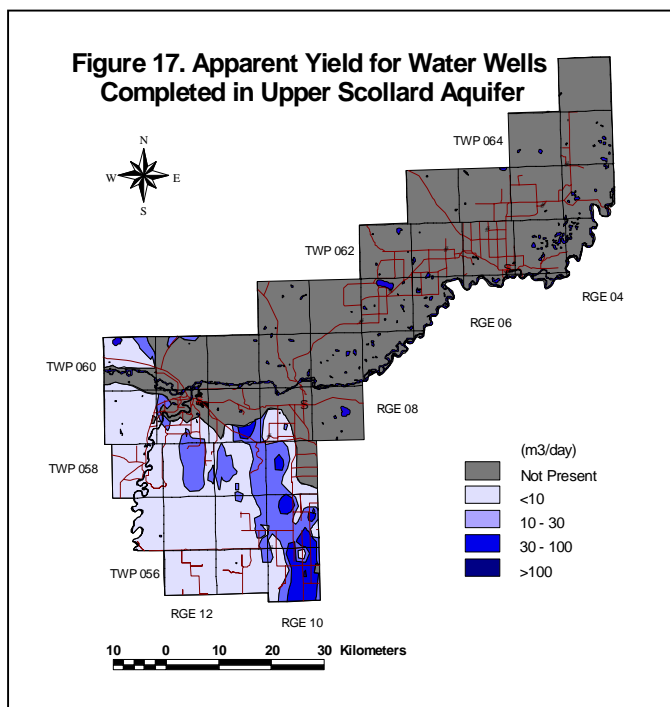 Figure 17. Apparent Yield for Water Wells
Completed in Upper Scollard Aquifer
N
W E
S
TWP 064
TWP 062
RGE 04
RGE 06
TWP 060
RGE 08
TWP 058
TWP 056
RGE 12
RGE 10
S
(m3/day)
Not Present
<10
10 - 30
30 - 100
>100
10 0 10 20 30 Kilometers